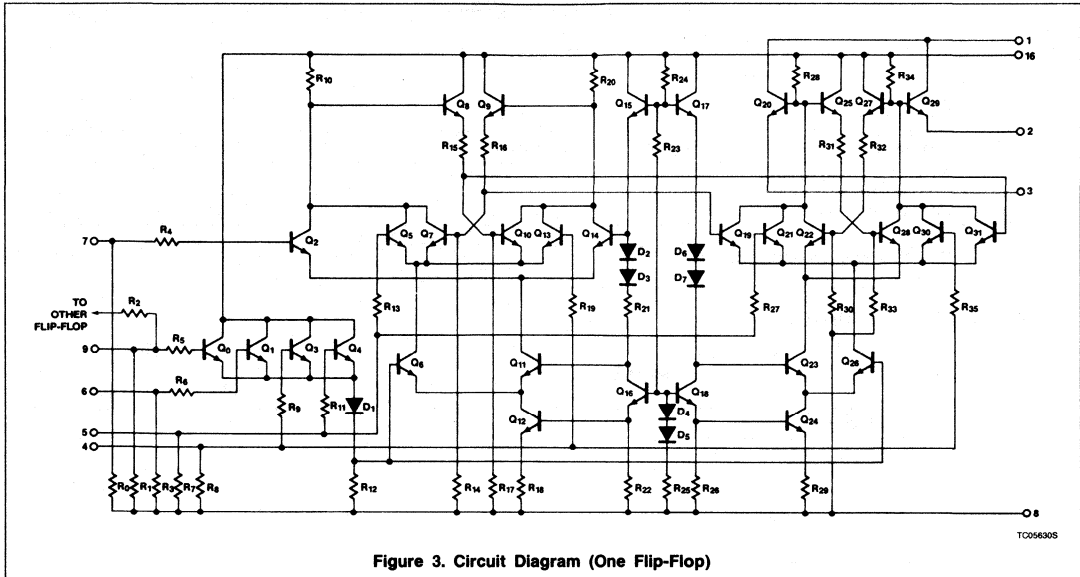 1
16
R10
R20
R24
R28
R34
Q8
Q9
Q15
Q17
Q20
Q25
Q27
Q29
2
R15
R16
R23
R31
R32
3
7
R4
Q2
Q5
Q7
Q10
Q13
Q14
Q19
Q21
Q22
Q28
Q30
Q31
D2
D6
D3
D7
TO
OTHER
FLIP-FLOP
R2
R13
R19
R21
R27
R30
R33
R35
9
R5
Q0
Q1
Q3
Q4
Q6
Q11
Q23
Q26
6
R6
R9
R11
D1
Q16
Q18
D4
Q12
D5
Q24
5
4
R0
R1
R3
R7
R8
R12
R14
R17
R18
R22
R25
R26
R29
8
TC05630S
Figure 3. Circuit Diagram (One Flip-Flop)